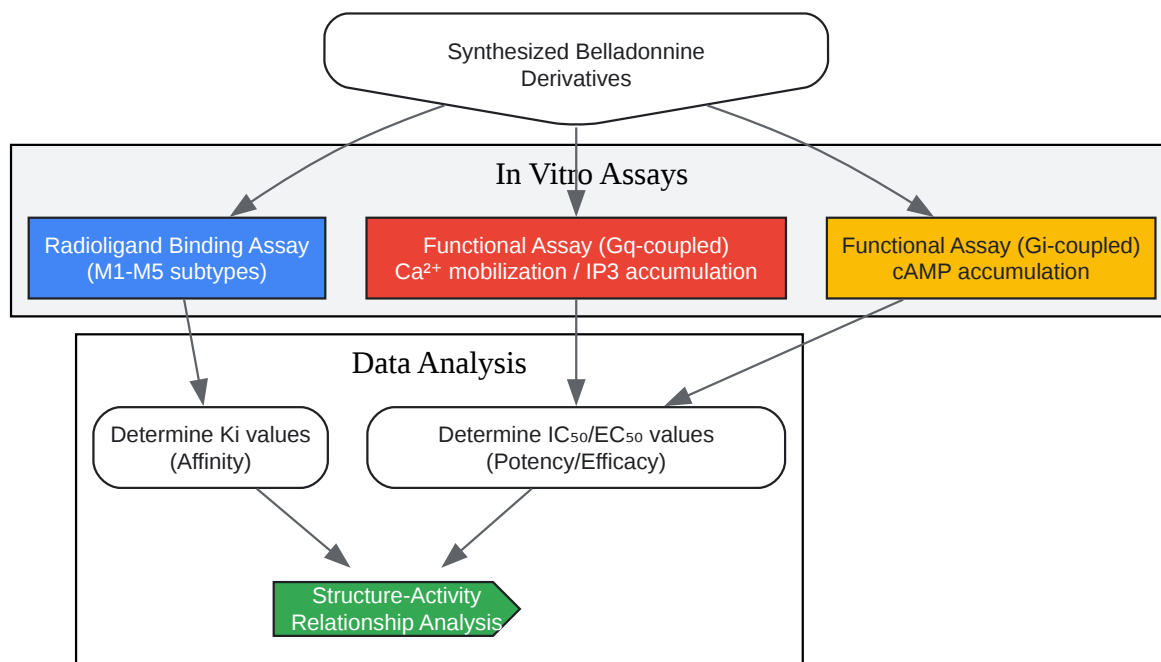 Synthesized Belladonnine
Derivatives
In Vitro Assays
Radioligand Binding Assay
(M1-M5 subtypes)
Functional Assay (Gq-coupled)
Ca²⁺ mobilization / IP3 accumulation
Functional Assay (Gi-coupled)
cAMP accumulation
Data Analysis
Determine Ki values
(Affinity)
Determine IC₅₀/EC₅₀ values
(Potency/Efficacy)
Structure-Activity
Relationship Analysis